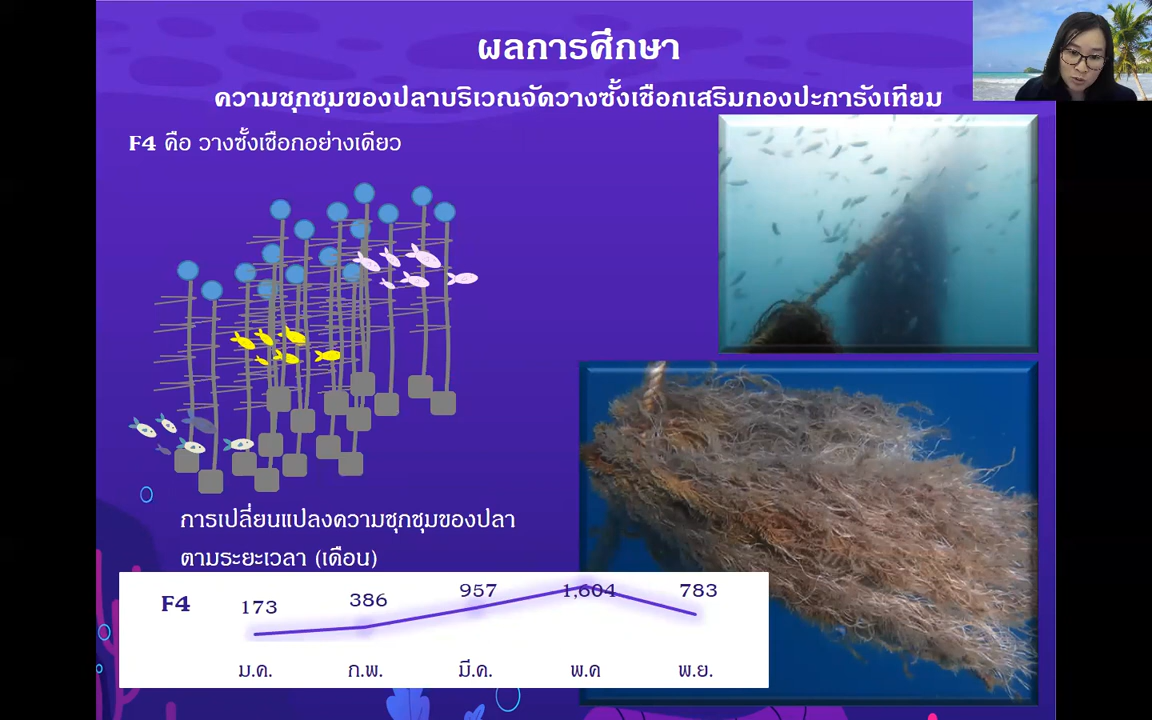 ผลการศึกษา
ความชุกชุมของปลาบริเวณจัดวางซั้งเชือกเสริมกองปะการังเทียม
F4 คือ วางซั้งเชือกอย่างเดียว
การเปลี่ยนแปลงความชุกชุมของปลา
ตามระยะเวลา (เดือน)
F4 173 386 957 1,604 783
ม.ค. ก.พ. มี.ค. พ.ค พ.ย.